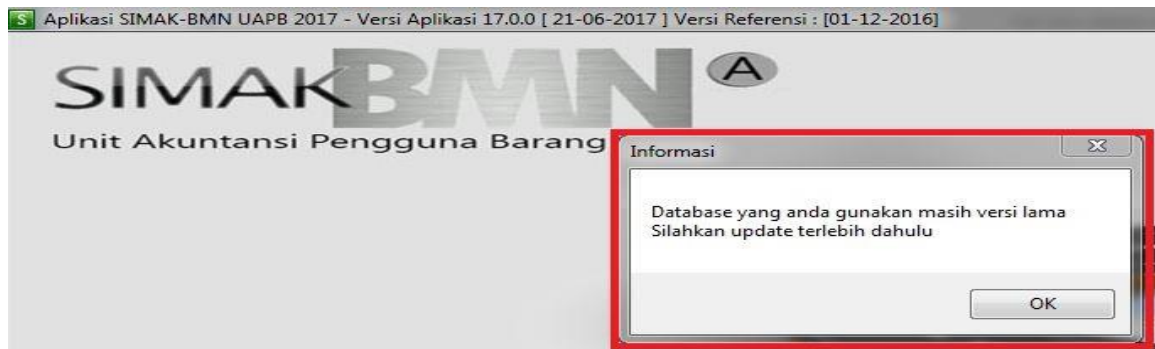 S Aplikasi SIMAK-BMN UAPB 2017 - Versi Aplikasi 17.0.0 [ 21-06-2017 ] Versi Referensi : [01-12-2016]
SIMAK BMN A
Unit Akuntansi Pengguna Barang
Informasi
Database yang anda gunakan masih versi lama
Silahkan update terlebih dahulu
OK